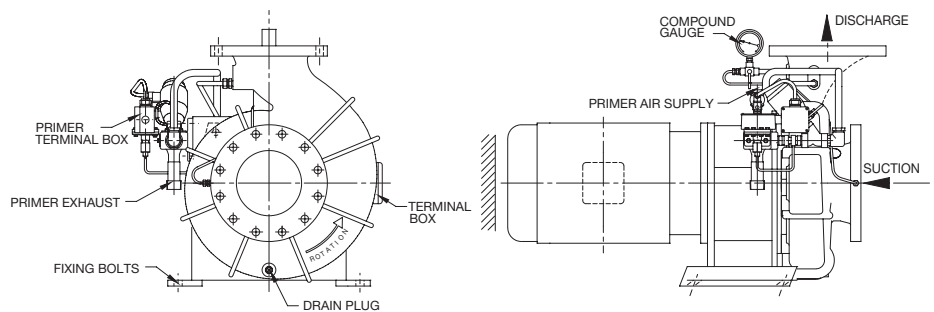 PRIMER
TERMINAL BOX
PRIMER EXHAUST
FIXING BOLTS
DRAIN PLUG
ROTATION
TERMINAL
BOX
COMPOUND
GAUGE
DISCHARGE
PRIMER AIR SUPPLY
SUCTION